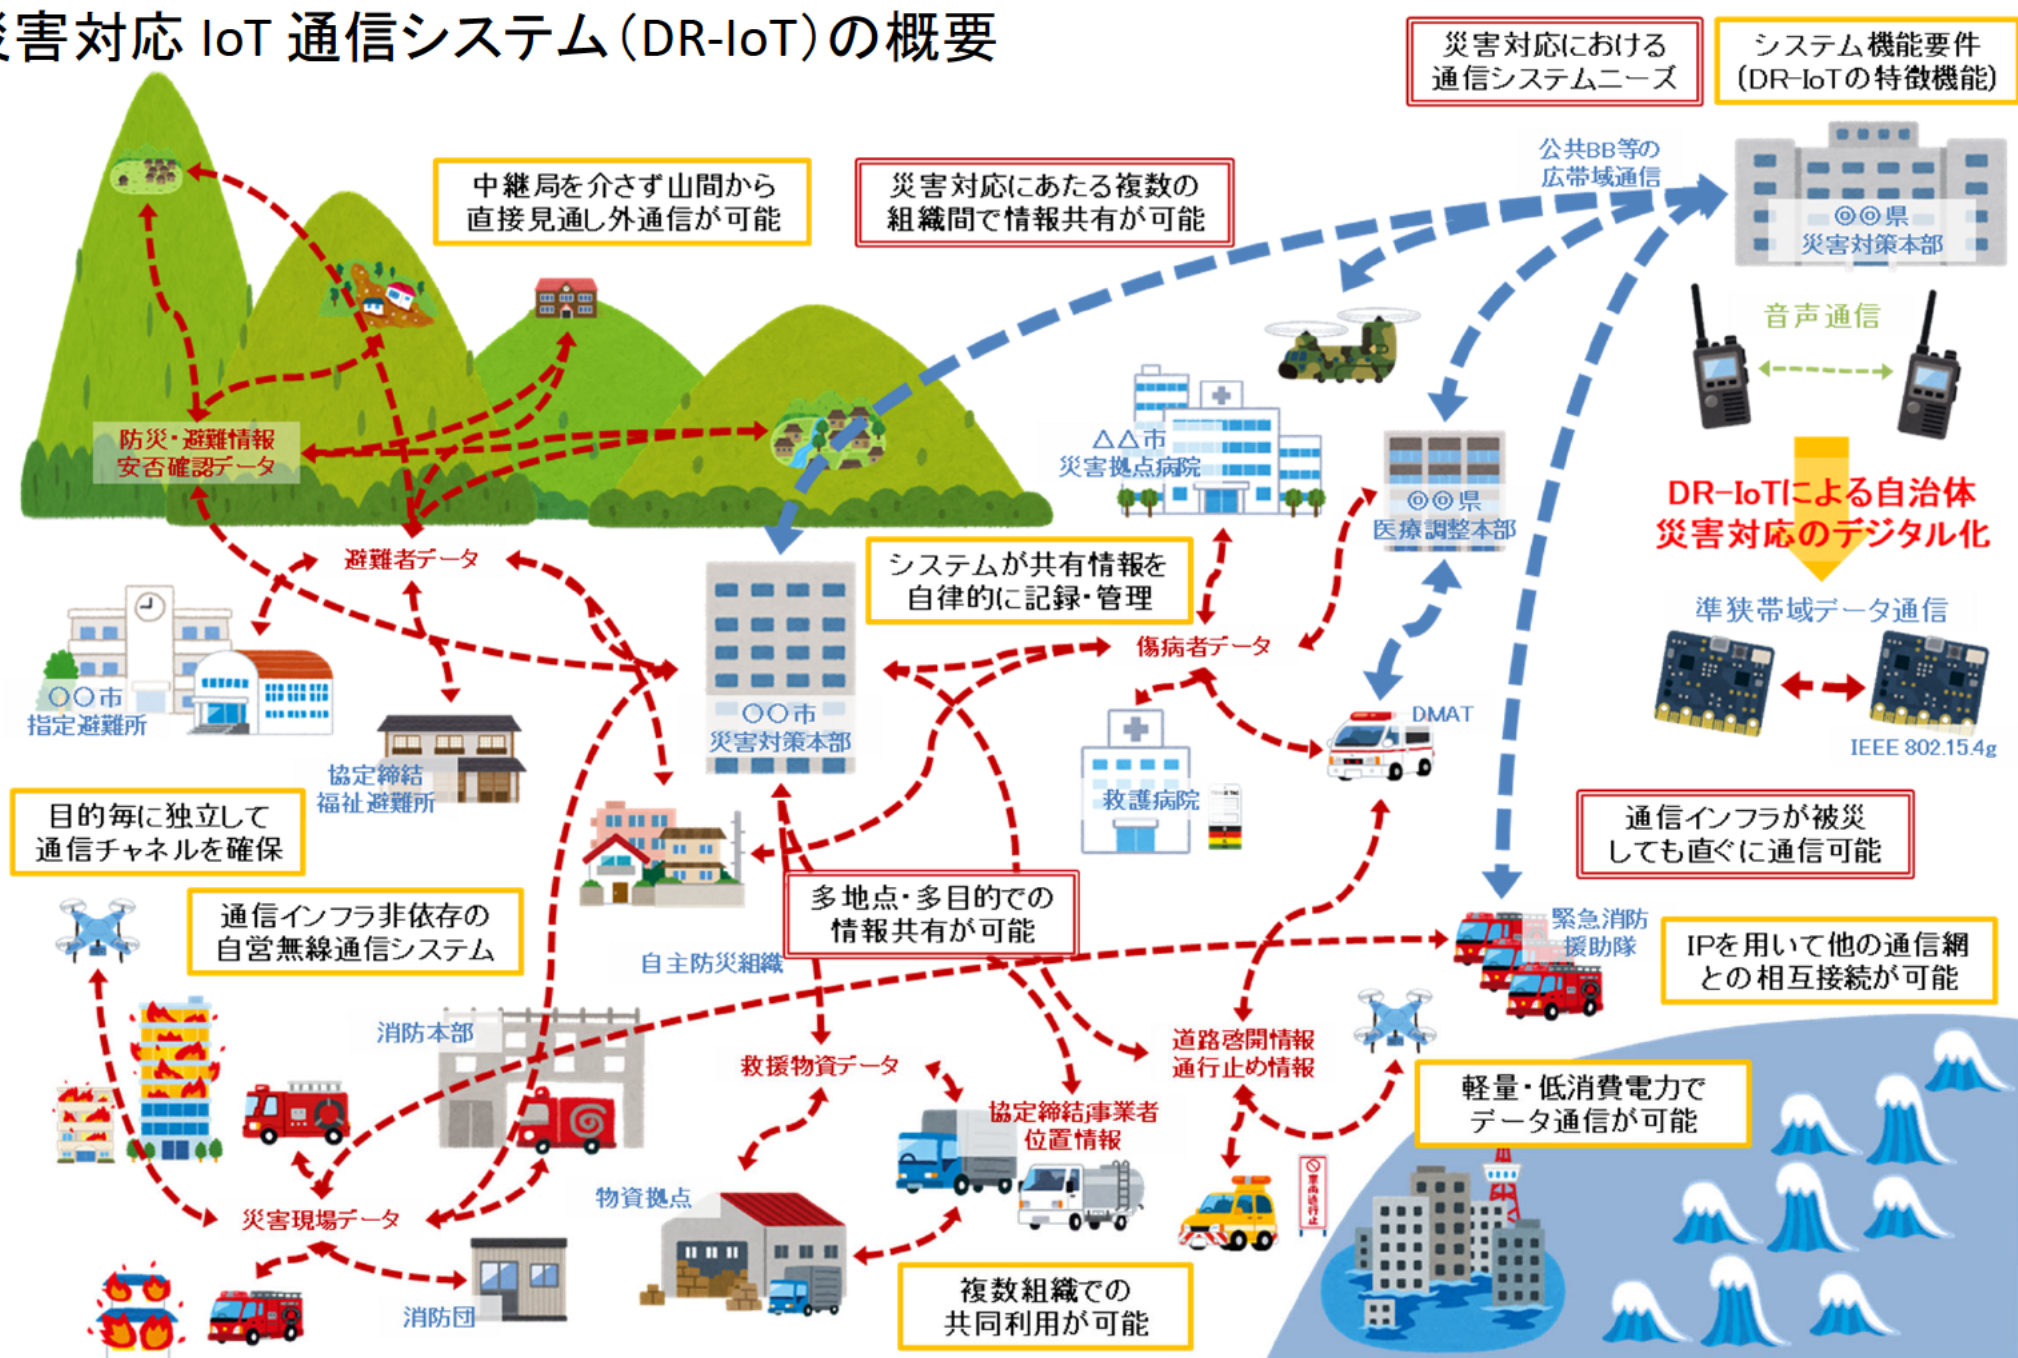 害対応 IoT 通信システム（DR-IoT）の概要
災害対応における
通信システムニーズ
システム機能要件
(DR-IoTの特徴機能)
公共BB等の
広帯域通信
◎◎県
災害対策本部
中継局を介さず山間から
直接見通し外通信が可能
災害対応にあたる複数の
組織間で情報共有が可能
音声通信
防災・避難情報
安否確認データ
△△市
災害拠点病院
◎◎県
医療調整本部
DR-IoTによる自治体
災害対応のデジタル化
避難者データ
システムが共有情報を
自律的に記録・管理
準狭帯域データ通信
傷病者データ
〇〇市
指定避難所
〇〇市
災害対策本部
DMAT
IEEE 802.15.4g
協定締結
福祉避難所
救護病院
目的毎に独立して
通信チャネルを確保
通信インフラが被災
しても直ぐに通信可能
通信インフラ非依存の
自営無線通信システム
多地点・多目的での
情報共有が可能
緊急消防
援助隊
IPを用いて他の通信網
との相互接続が可能
自主防災組織
消防本部
救援物資データ
道路啓開情報
通行止め情報
軽量・低消費電力で
データ通信が可能
協定締結事業者
位置情報
物資拠点
車両通行止
災害現場データ
消防団
複数組織での
共同利用が可能